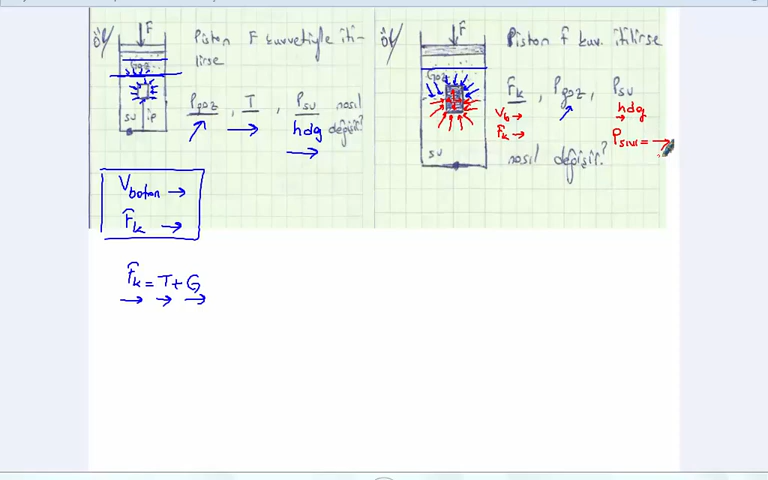 Ör/ F
Piston F kuvvetiyle iti-
lirse
Gaz
Pgaz, T, Psu nasıl
hdg değişir?
su ip
Vbatan →
Fk →
Fk = T + G
Ör/ F
Piston F kuv. itilirse
Gaz
Fk, Pgaz, Psu
Vb →
Fk →
hdg
Psıvı = →
nasıl değişir?
su